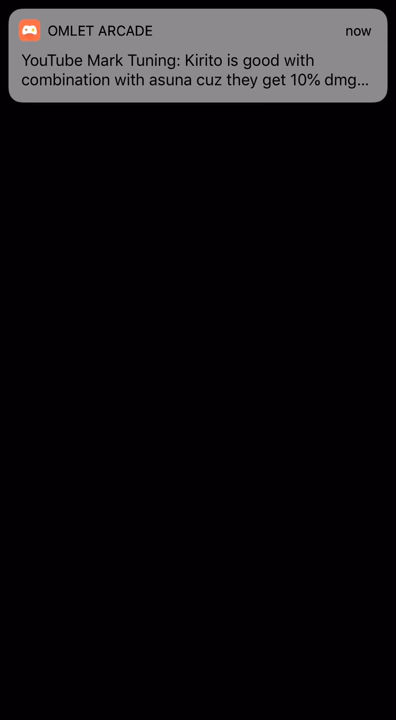 OMLET ARCADE now
YouTube Mark Tuning: Kirito is good with
combination with asuna cuz they get 10% dmg...